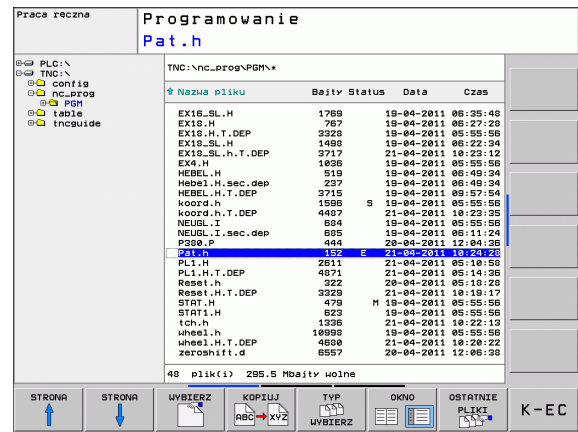 Praca ręczna
Programowanie
Pat.h
PLC:\
TNC:\
config
nc_prog
PGM
table
tncguide
TNC:\nc_prog\PGM\*
Nazwa pliku Bajty Status Data Czas
EX16_SL.H 1769 19-04-2011 06:35:48
EX18.H 767 19-04-2011 06:27:28
EX18.H.T.DEP 3328 19-04-2011 05:55:56
EX18_SL.H 1498 19-04-2011 06:22:34
EX18_SL.h.T.DEP 3717 21-04-2011 10:23:12
EX4.H 1036 19-04-2011 05:55:56
HEBEL.H 519 19-04-2011 06:49:34
Hebel.H.sec.dep 237 19-04-2011 06:49:34
HEBEL.H.T.DEP 3715 19-04-2011 09:57:54
koord.h 1596 S 19-04-2011 05:55:56
koord.h.T.DEP 4487 21-04-2011 10:23:35
NEUGL.I 684 19-04-2011 05:55:56
NEUGL.I.sec.dep 685 19-04-2011 06:11:24
P380.P 444 20-04-2011 12:04:36
Pat.h 152 E 21-04-2011 10:24:28
PL1.H 2611 21-04-2011 05:10:58
PL1.H.T.DEP 4871 21-04-2011 05:14:36
Reset.h 322 20-04-2011 05:18:28
Reset.H.T.DEP 3329 21-04-2011 10:19:17
STAT.H 479 M 19-04-2011 05:55:56
STAT1.H 623 19-04-2011 05:55:56
tch.h 1336 21-04-2011 10:22:13
wheel.h 10998 19-04-2011 05:55:56
wheel.H.T.DEP 4680 21-04-2011 10:20:22
zeroshift.d 6557 20-04-2011 12:06:38
48 plik(i) 295.5 Mbajty wolne
STRONA STRONA WYBIERZ KOPIUJ TYP OKNO OSTATNIE
ABC XYZ WYBIERZ PLIKI K-EC